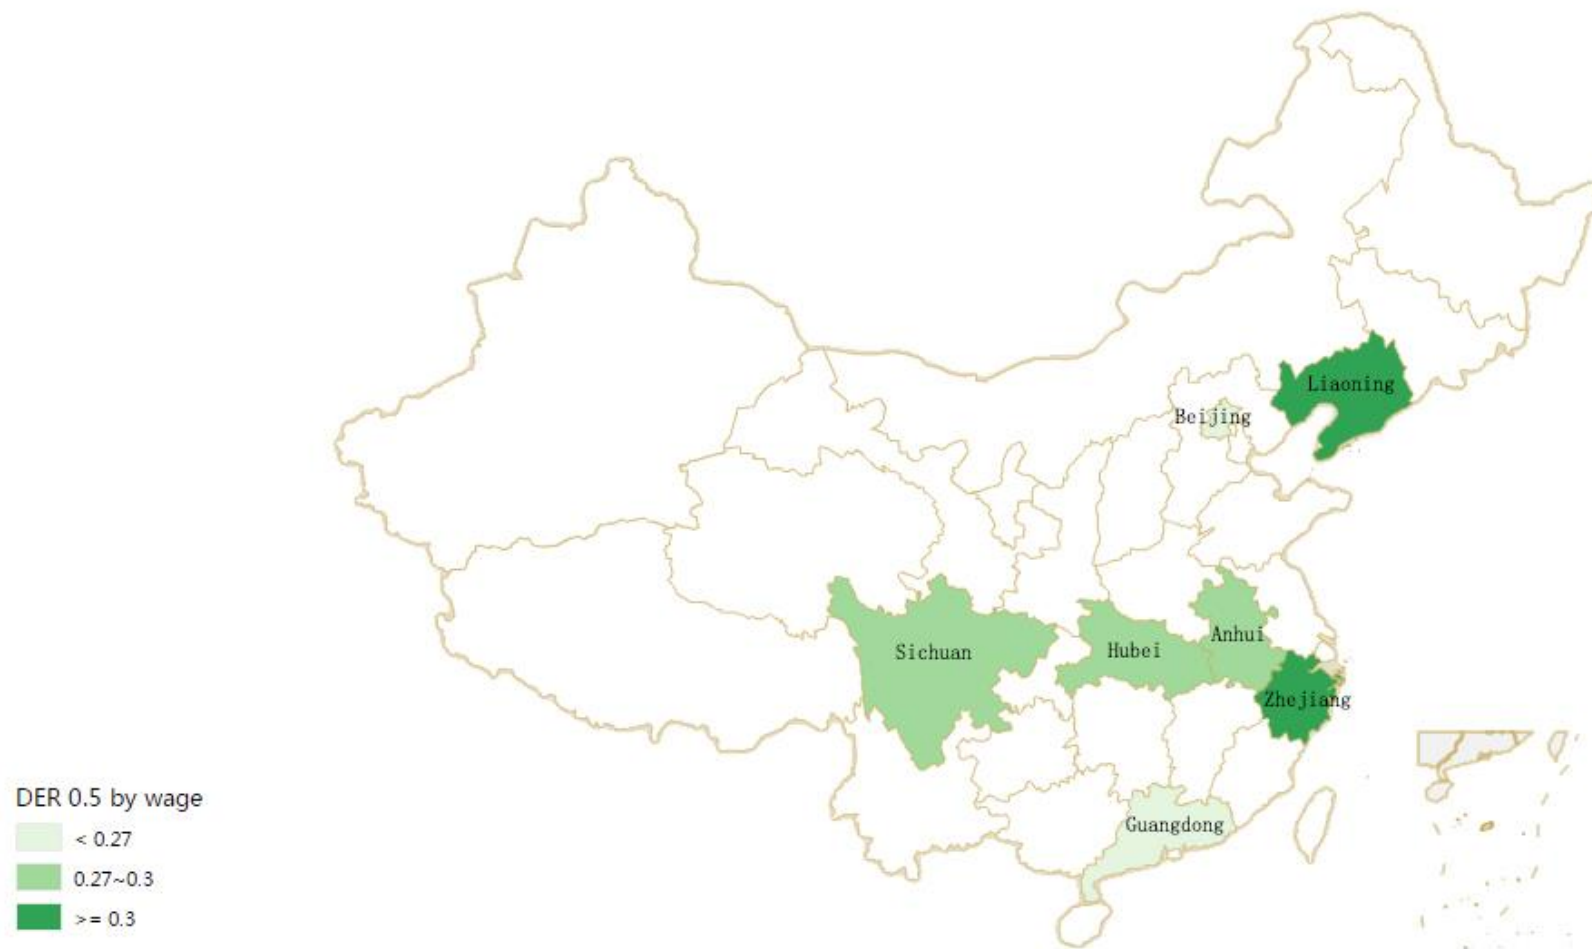 Liaoning
Beijing
Sichuan
Hubei
Anhui
Zhejiang
Guangdong
DER 0.5 by wage
< 0.27
0.27~0.3
>= 0.3